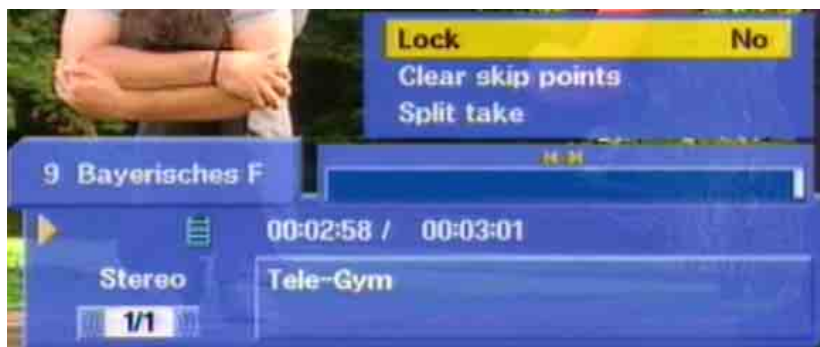 Lock No
Clear skip points
Split take
9 Bayerisches F
00:02:58 / 00:03:01
Stereo
Tele-Gym
1/1